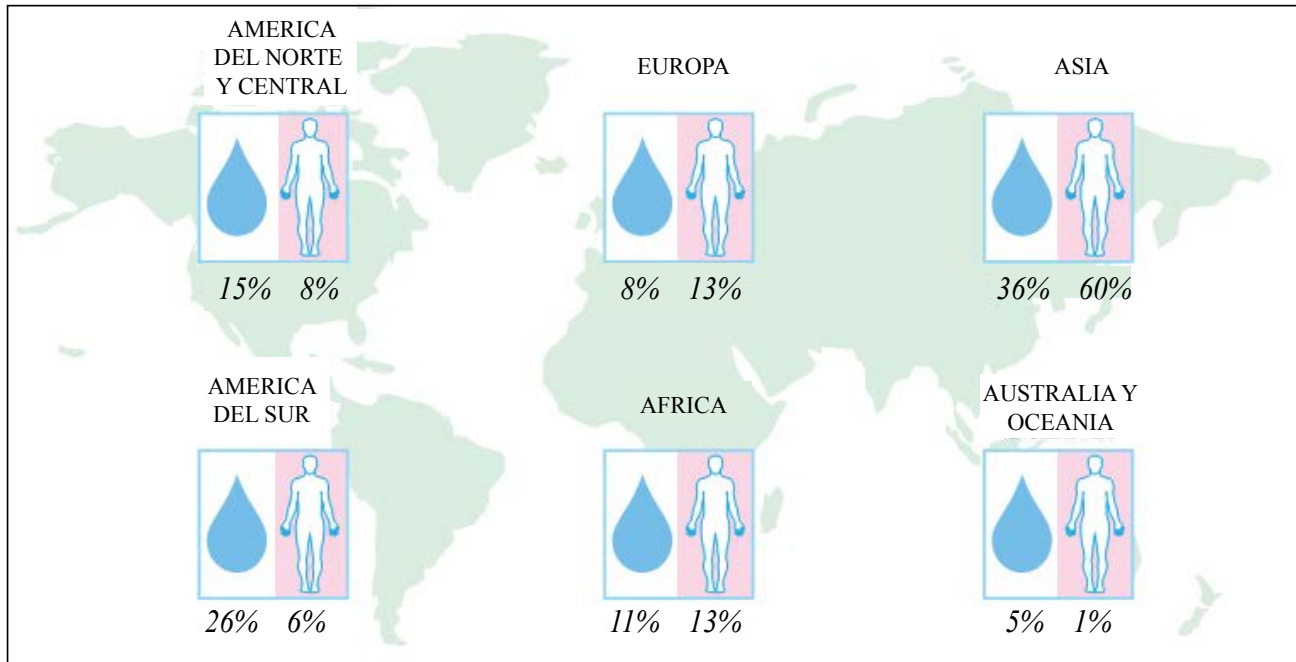 AMERICA
DEL NORTE
Y CENTRAL
15% 8%
EUROPA
8% 13%
ASIA
36% 60%
AMERICA
DEL SUR
26% 6%
AFRICA
11% 13%
AUSTRALIA Y
OCEANIA
5% 1%